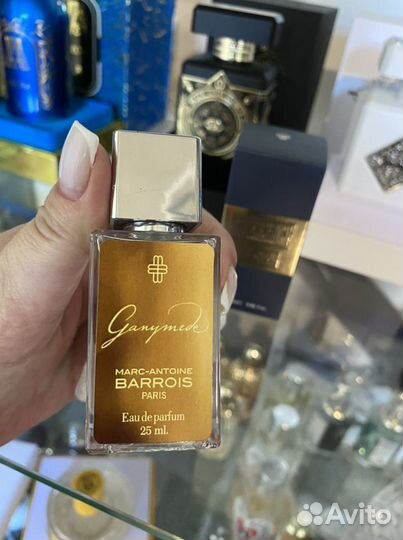 Ganymede
MARC-ANTOINE
BARROIS
PARIS
Eau de parfum
25 ml.
Avito